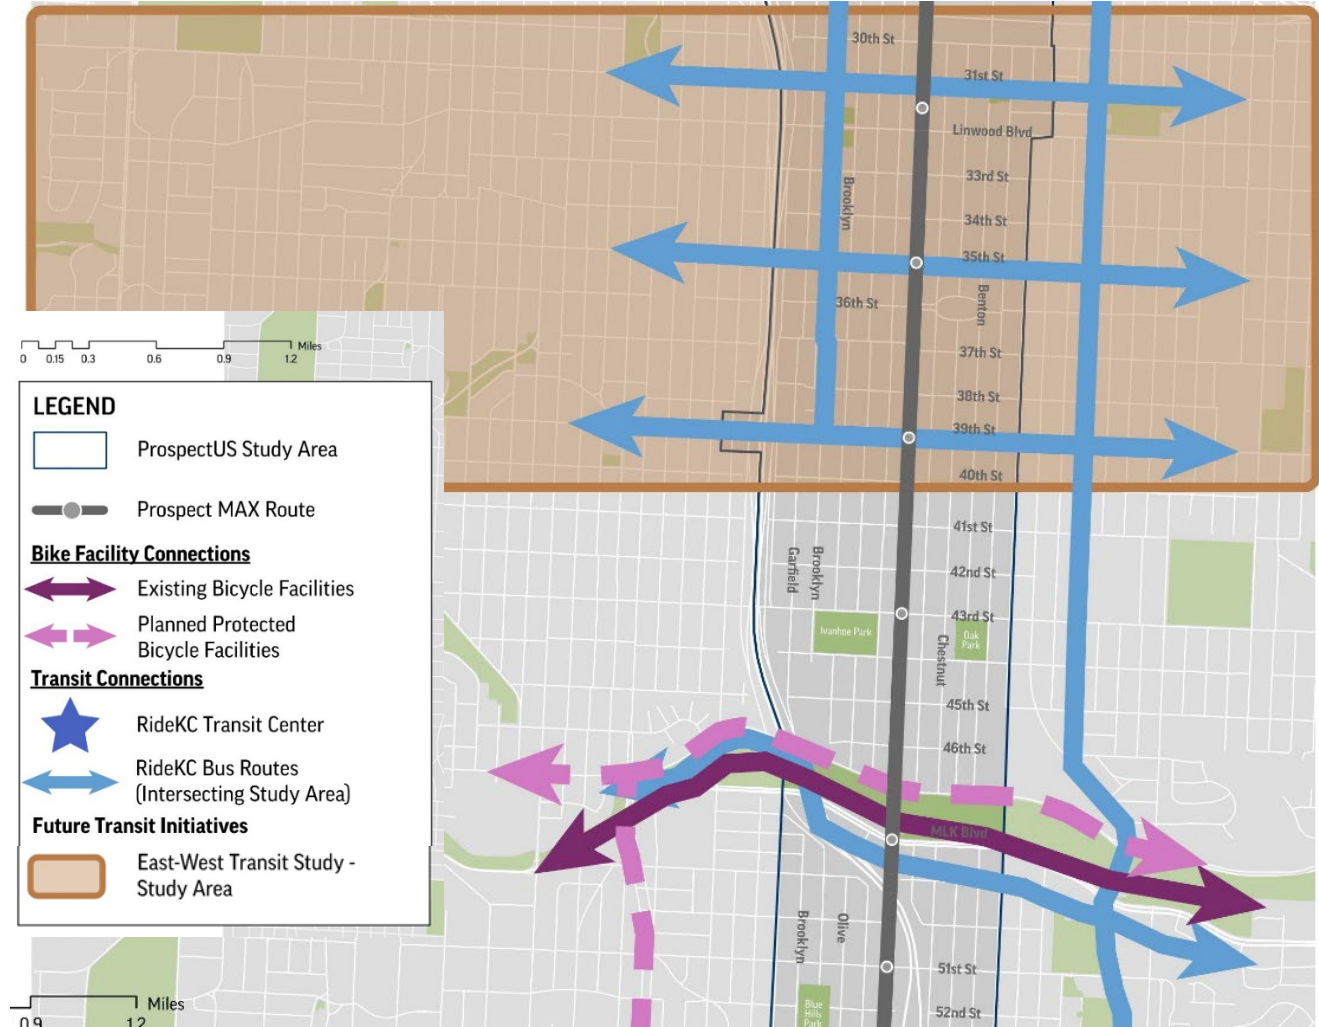 30th St
31st St
Linwood Blvd
33rd St
Brooklyn
34th St
35th St
Benton
36th St
37th St
38th St
39th St
40th St
41st St
Brooklyn
Garfield
42nd St
43rd St
Ivanhoe Park
Oak
Park
Chestnut
45th St
46th St
MLK Blvd
Olive
Brooklyn
51st St
Blue
Hills
Park
52nd St
Miles
0 0.15 0.3 0.6 0.9 1.2
LEGEND
ProspectUS Study Area
Prospect MAX Route
Bike Facility Connections
Existing Bicycle Facilities
Planned Protected
Bicycle Facilities
Transit Connections
RideKC Transit Center
RideKC Bus Routes
(Intersecting Study Area)
Future Transit Initiatives
East-West Transit Study -
Study Area
Miles
0.9 1.2